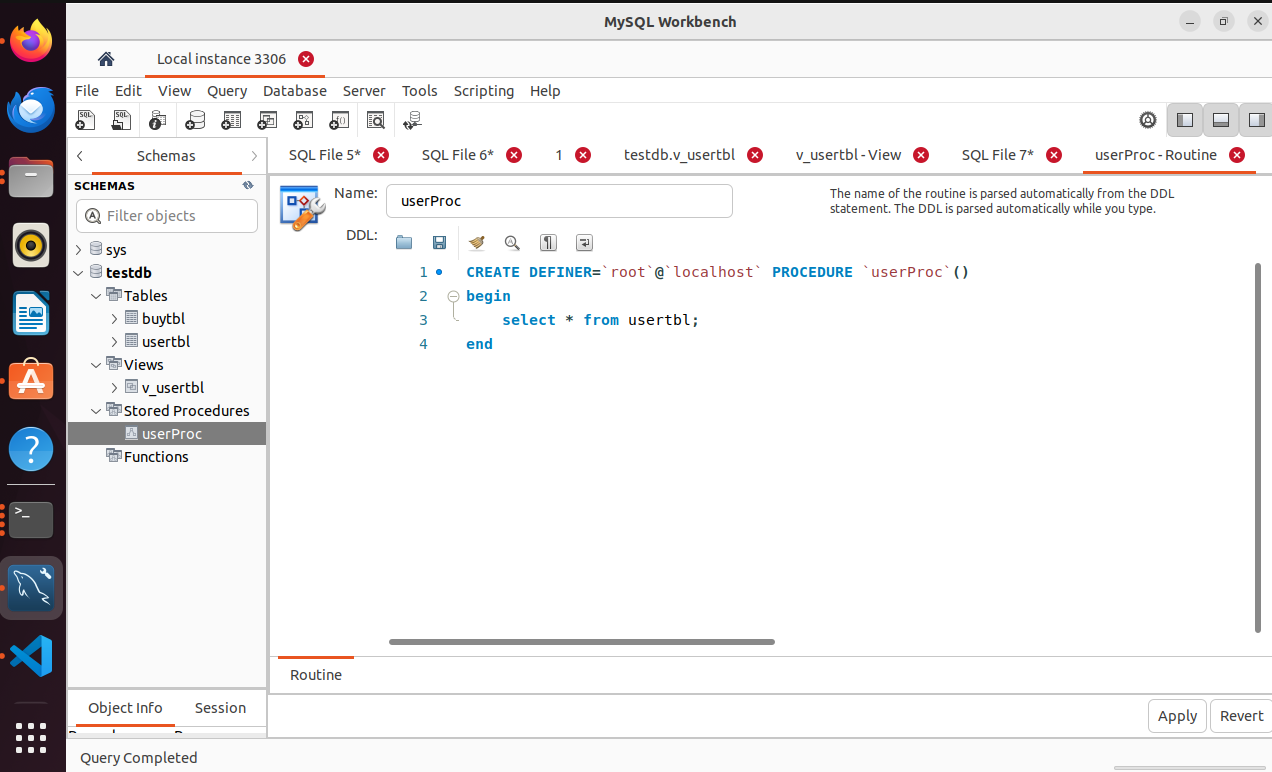 MySQL Workbench
Local instance 3306
File Edit View Query Database Server Tools Scripting Help
Schemas
SQL File 5* SQL File 6* 1 testdb.v_usertbl v_usertbl - View SQL File 7* userProc - Routine
SCHEMAS
Filter objects
sys
testdb
Tables
buytbl
usertbl
Views
v_usertbl
Stored Procedures
userProc
Functions
Name: userProc
The name of the routine is parsed automatically from the DDL
statement. The DDL is parsed automatically while you type.
DDL:
1 CREATE DEFINER=`root`@`localhost` PROCEDURE `userProc`()
2 begin
3 select * from usertbl;
4 end
Routine
Object Info Session
Apply Revert
Query Completed